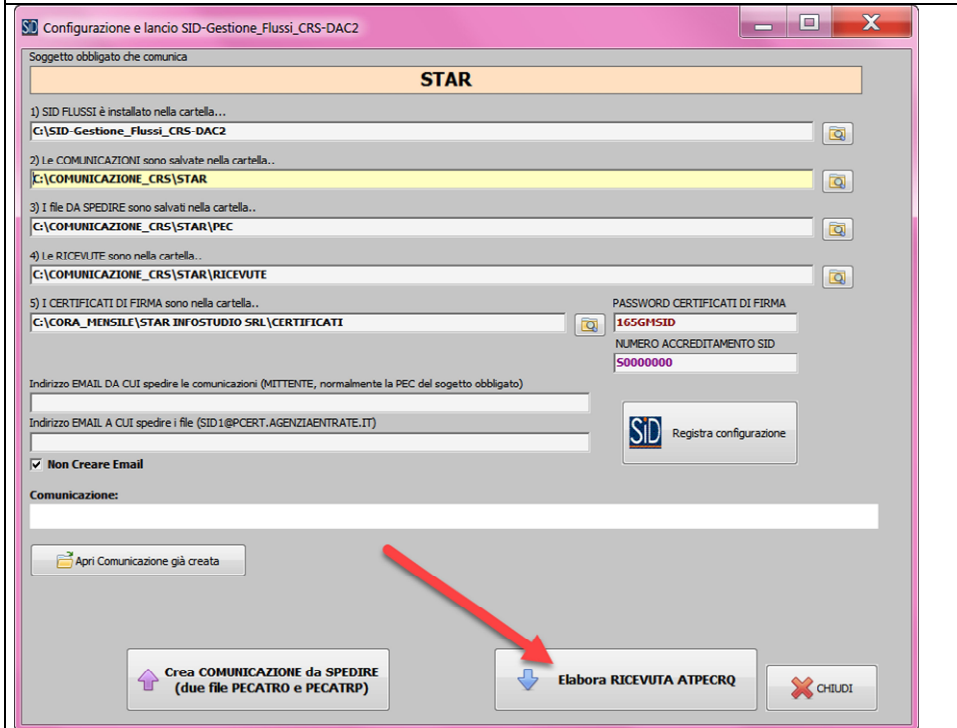 SiD Configurazione e lancio SID-Gestione_Flussi_CRS-DAC2
Soggetto obbligato che comunica
STAR
1) SID FLUSSI è installato nella cartella...
C:\SID-Gestione_Flussi_CRS-DAC2
2) Le COMUNICAZIONI sono salvate nella cartella..
C:\COMUNICAZIONE_CRS\STAR
3) I file DA SPEDIRE sono salvati nella cartella..
C:\COMUNICAZIONE_CRS\STAR\PEC
4) Le RICEVUTE sono nella cartella..
C:\COMUNICAZIONE_CRS\STAR\RICEVUTE
5) I CERTIFICATI DI FIRMA sono nella cartella..
C:\CORA_MENSILE\STAR INFOSTUDIO SRL\CERTIFICATI
PASSWORD CERTIFICATI DI FIRMA
165GMSID
NUMERO ACCREDITAMENTO SID
S0000000
Indirizzo EMAIL DA CUI spedire le comunicazioni (MITTENTE, normalmente la PEC del sogetto obbligato)
Indirizzo EMAIL A CUI spedire i file (SID1@PCERT.AGENZIAENTRATE.IT)
SiD Registra configurazione
Non Creare Email
Comunicazione:
Apri Comunicazione già creata
Crea COMUNICAZIONE da SPEDIRE
(due file PECATRO e PECATRP)
Elabora RICEVUTA ATPECRQ
CHIUDI